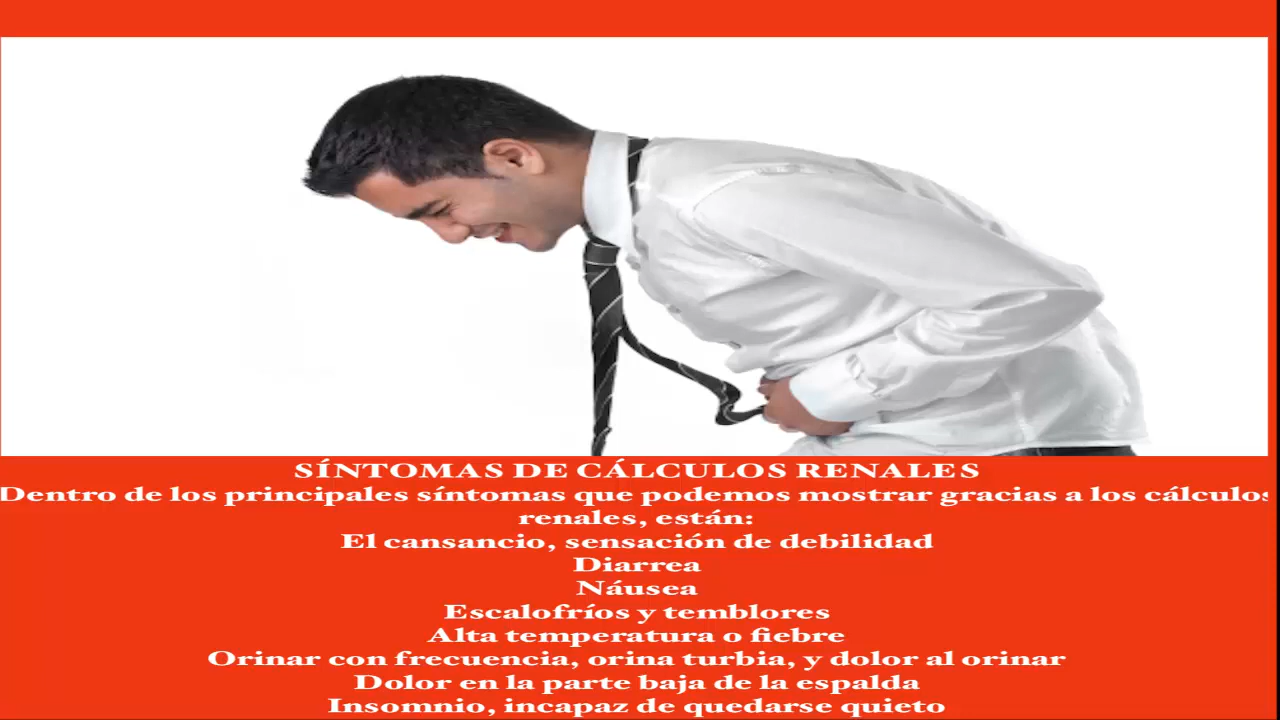 SÍNTOMAS DE CÁLCULOS RENALES
Dentro de los principales síntomas que podemos mostrar gracias a los cálculos
renales, están:
El cansancio, sensación de debilidad
Diarrea
Náusea
Escalofríos y temblores
Alta temperatura o fiebre
Orinar con frecuencia, orina turbia, y dolor al orinar
Dolor en la parte baja de la espalda
Insomnio, incapaz de quedarse quieto